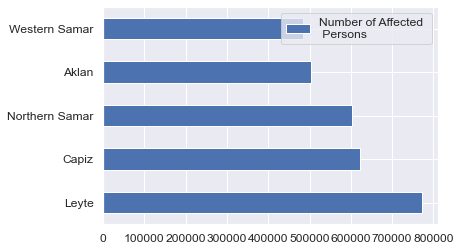 Western Samar
Number of Affected
Persons
Aklan
Northern Samar
Capiz
Leyte
0 100000 200000 300000 400000 500000 600000 700000 800000